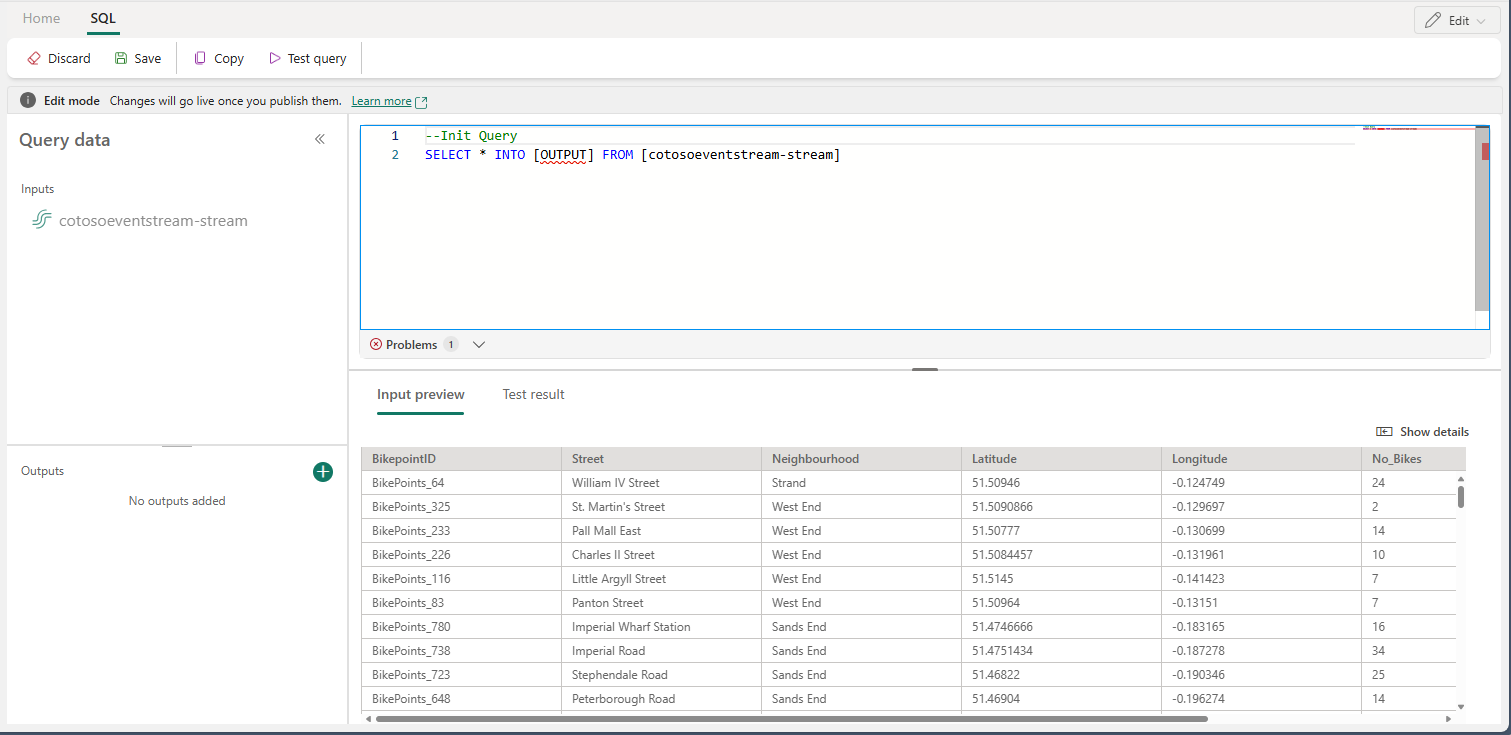 Home SQL Edit
Discard Save Copy Test query
Edit mode Changes will go live once you publish them. Learn more
Query data
Inputs
cotosoeventstream-stream
Outputs
No outputs added
1 --Init Query
2 SELECT * INTO [OUTPUT] FROM [cotosoeventstream-stream]
Problems 1
Input preview Test result
Show details
BikepointID Street Neighbourhood Latitude Longitude No_Bikes
BikePoints_64 William IV Street Strand 51.50946 -0.124749 24
BikePoints_325 St. Martin's Street West End 51.5090866 -0.129697 2
BikePoints_233 Pall Mall East West End 51.50777 -0.130699 14
BikePoints_226 Charles II Street West End 51.5084457 -0.131961 10
BikePoints_116 Little Argyll Street West End 51.5145 -0.141423 7
BikePoints_83 Panton Street West End 51.50964 -0.13151 7
BikePoints_780 Imperial Wharf Station Sands End 51.4746666 -0.183165 16
BikePoints_738 Imperial Road Sands End 51.4751434 -0.187278 34
BikePoints_723 Stephendale Road Sands End 51.46822 -0.190346 25
BikePoints_648 Peterborough Road Sands End 51.46904 -0.196274 14